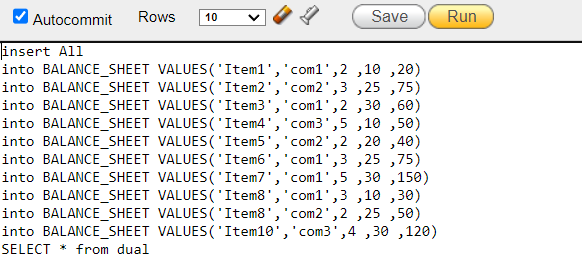 Autocommit Rows 10 Save Run
insert All
into BALANCE_SHEET VALUES('Item1','com1',2 ,10 ,20)
into BALANCE_SHEET VALUES('Item2','com2',3 ,25 ,75)
into BALANCE_SHEET VALUES('Item3','com1',2 ,30 ,60)
into BALANCE_SHEET VALUES('Item4','com3',5 ,10 ,50)
into BALANCE_SHEET VALUES('Item5','com2',2 ,20 ,40)
into BALANCE_SHEET VALUES('Item6','com1',3 ,25 ,75)
into BALANCE_SHEET VALUES('Item7','com1',5 ,30 ,150)
into BALANCE_SHEET VALUES('Item8','com1',3 ,10 ,30)
into BALANCE_SHEET VALUES('Item8','com2',2 ,25 ,50)
into BALANCE_SHEET VALUES('Item10','com3',4 ,30 ,120)
SELECT * from dual